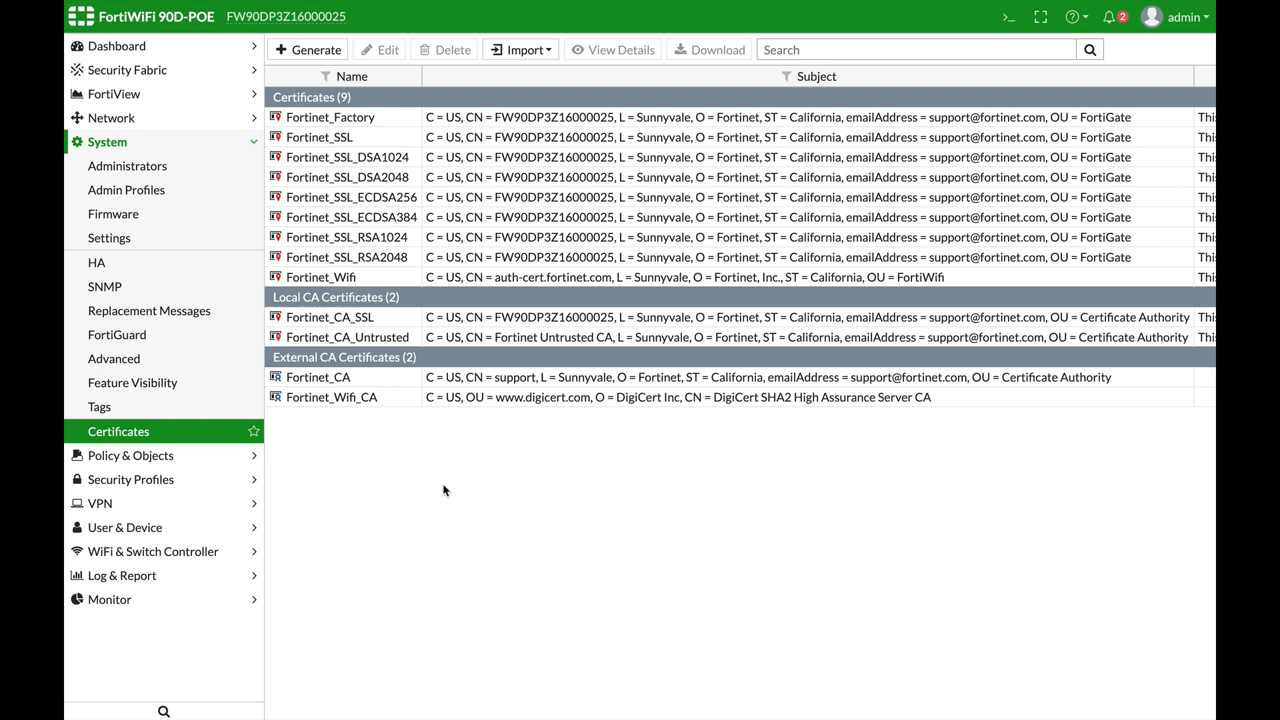 FortiWiFi 90D-POE FW90DP3Z16000025 >_ 2 admin
Dashboard
Security Fabric
FortiView
Network
System
Administrators
Admin Profiles
Firmware
Settings
HA
SNMP
Replacement Messages
FortiGuard
Advanced
Feature Visibility
Tags
Certificates
Policy & Objects
Security Profiles
VPN
User & Device
WiFi & Switch Controller
Log & Report
Monitor
Generate Edit Delete Import View Details Download Search
Name Subject
Certificates (9)
Fortinet_Factory C = US, CN = FW90DP3Z16000025, L = Sunnyvale, O = Fortinet, ST = California, emailAddress = support@fortinet.com, OU = FortiGate This
Fortinet_SSL C = US, CN = FW90DP3Z16000025, L = Sunnyvale, O = Fortinet, ST = California, emailAddress = support@fortinet.com, OU = FortiGate This
Fortinet_SSL_DSA1024 C = US, CN = FW90DP3Z16000025, L = Sunnyvale, O = Fortinet, ST = California, emailAddress = support@fortinet.com, OU = FortiGate This
Fortinet_SSL_DSA2048 C = US, CN = FW90DP3Z16000025, L = Sunnyvale, O = Fortinet, ST = California, emailAddress = support@fortinet.com, OU = FortiGate This
Fortinet_SSL_ECDSA256 C = US, CN = FW90DP3Z16000025, L = Sunnyvale, O = Fortinet, ST = California, emailAddress = support@fortinet.com, OU = FortiGate This
Fortinet_SSL_ECDSA384 C = US, CN = FW90DP3Z16000025, L = Sunnyvale, O = Fortinet, ST = California, emailAddress = support@fortinet.com, OU = FortiGate This
Fortinet_SSL_RSA1024 C = US, CN = FW90DP3Z16000025, L = Sunnyvale, O = Fortinet, ST = California, emailAddress = support@fortinet.com, OU = FortiGate This
Fortinet_SSL_RSA2048 C = US, CN = FW90DP3Z16000025, L = Sunnyvale, O = Fortinet, ST = California, emailAddress = support@fortinet.com, OU = FortiGate This
Fortinet_Wifi C = US, CN = auth-cert.fortinet.com, L = Sunnyvale, O = Fortinet, Inc., ST = California, OU = FortiWifi This
Local CA Certificates (2)
Fortinet_CA_SSL C = US, CN = FW90DP3Z16000025, L = Sunnyvale, O = Fortinet, ST = California, emailAddress = support@fortinet.com, OU = Certificate Authority This
Fortinet_CA_Untrusted C = US, CN = Fortinet Untrusted CA, L = Sunnyvale, O = Fortinet, ST = California, emailAddress = support@fortinet.com, OU = Certificate Authority This
External CA Certificates (2)
Fortinet_CA C = US, CN = support, L = Sunnyvale, O = Fortinet, ST = California, emailAddress = support@fortinet.com, OU = Certificate Authority
Fortinet_Wifi_CA C = US, OU = www.digicert.com, O = DigiCert Inc, CN = DigiCert SHA2 High Assurance Server CA